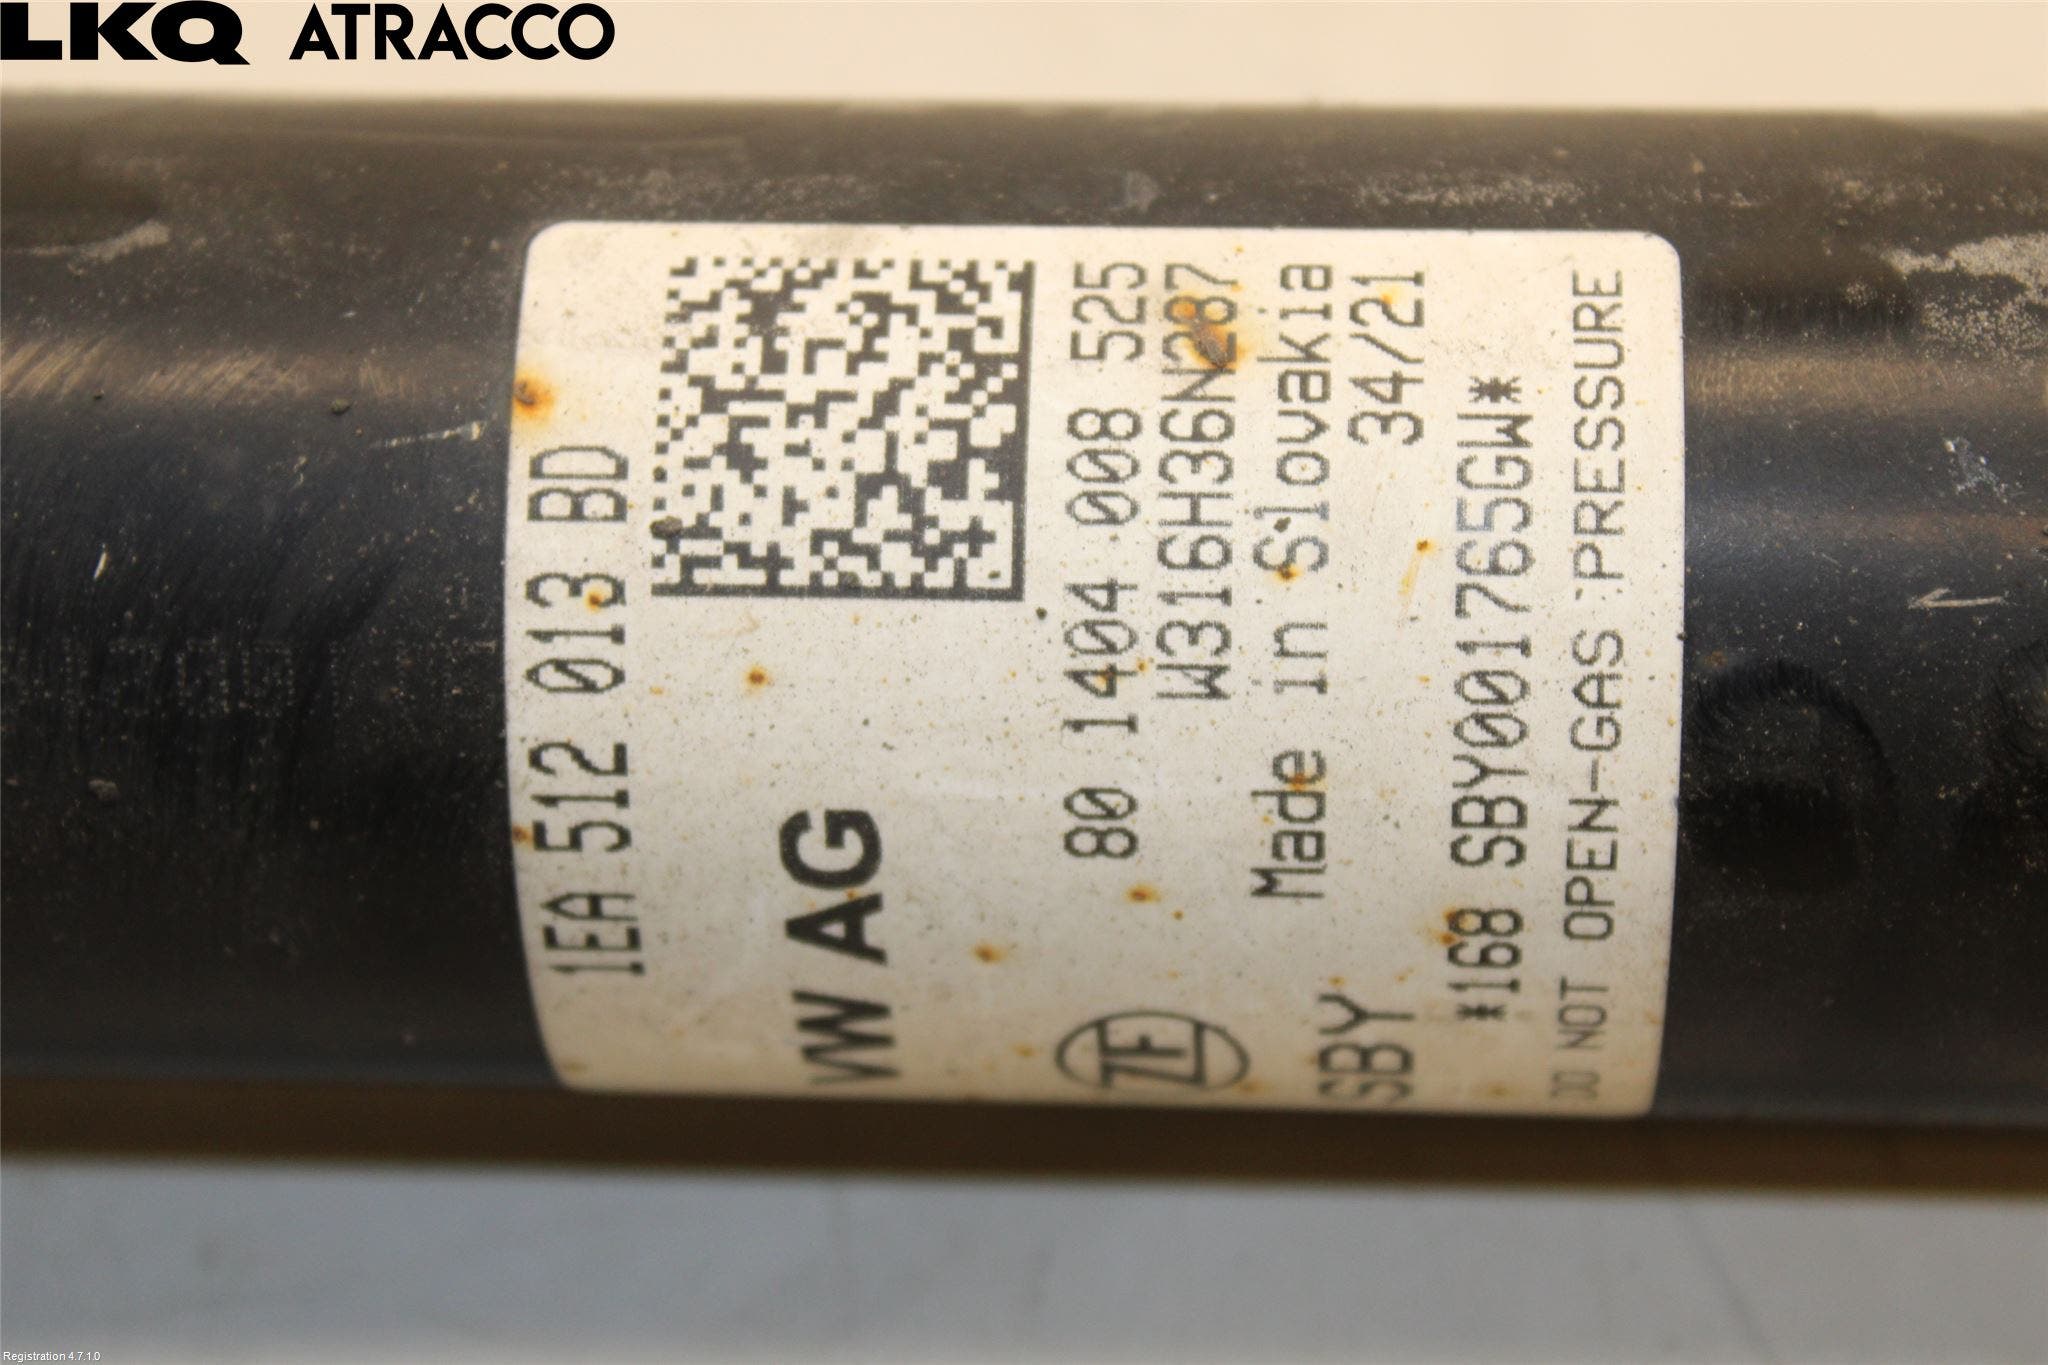 LKQ ATRACCO
1EA 512 013 BD
VW AG
80 1404 008 525
W316H36N287
ZF
Made in Slovakia
SBY 34/21
*168 SBY001765GW*
DO NOT OPEN-GAS :PRESSURE
Registration 4.7.1.0